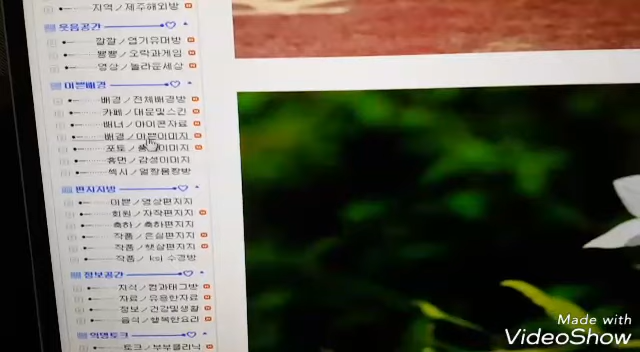 지역／제주해외방
웃음공간
깔깔／엽기유머방
빵빵／오락과게임
영상／놀라운세상
이쁜배경
배경／전체배경방
카페／대문및스킨
배너／아이콘자료
배경／이쁜이미지
포토／이미지
휴먼／감성이미지
섹시／얼짱몸짱방
편지지방
이쁜／영상편지지
회원／자작편지지
축하／축하편지지
작품／은실편지지
작품／햇살편지지
작품／ksj 수경방
정보공간
지식／컴과태그방
자료／유용한자료
정보／건강및생활
음식／행복한요리
익명토크
토크／부부클리닉
Made with
VideoShow